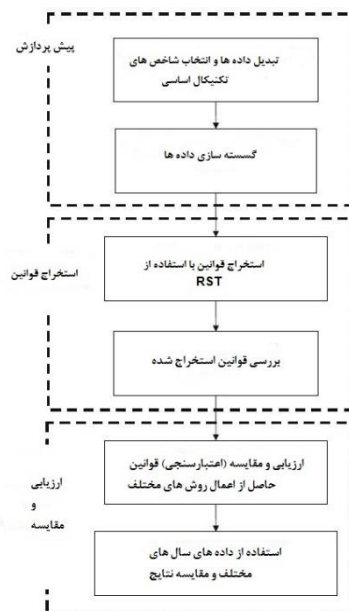 پیش پردازش
تبدیل داده ها و انتخاب شاخص های
تکنیکال اساسی
گسسته سازی داده ها
استخراج قوانین
استخراج قوانین با استفاده از
RST
بررسی قوانین استخراج شده
ارزیابی
و
مقایسه
ارزیابی و مقایسه (اعتبارسنجی) قوانین
حاصل از اعمال روش های مختلف
استفاده از داده های سال های
مختلف و مقایسه نتایج